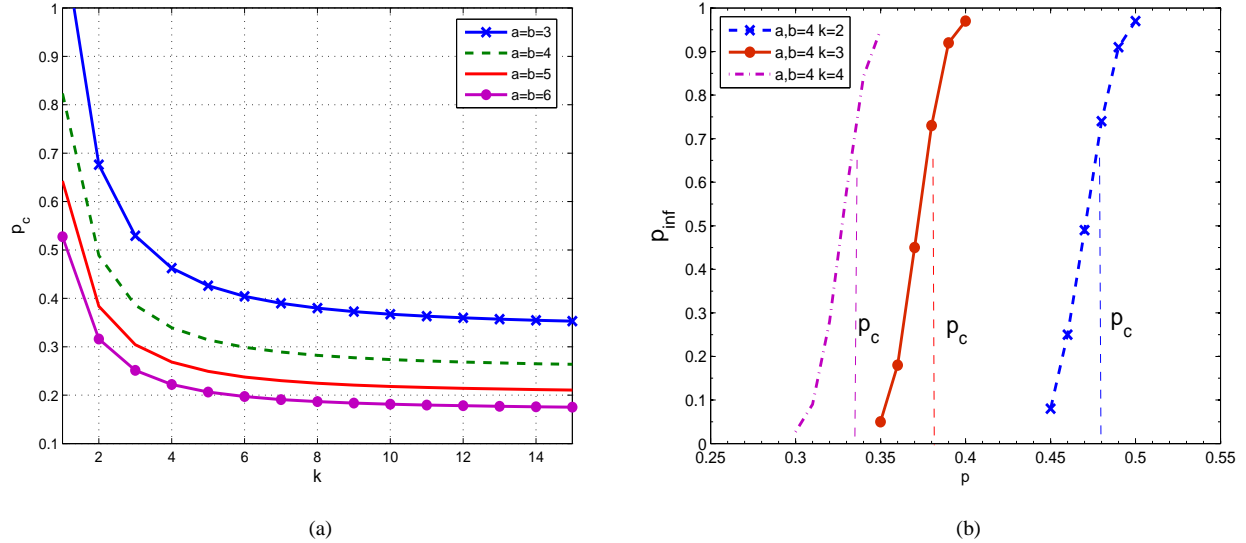 1
0.9
0.8
0.7
0.6
0.5
0.4
0.3
0.2
0.1
p_c
2 4 6 8 10 12 14
k
a=b=3
a=b=4
a=b=5
a=b=6
(a)
1
0.9
0.8
0.7
0.6
0.5
0.4
0.3
0.2
0.1
0
p_inf
0.25 0.3 0.35 0.4 0.45 0.5 0.55
p
a,b=4 k=2
a,b=4 k=3
a,b=4 k=4
p_c
p_c
p_c
(b)